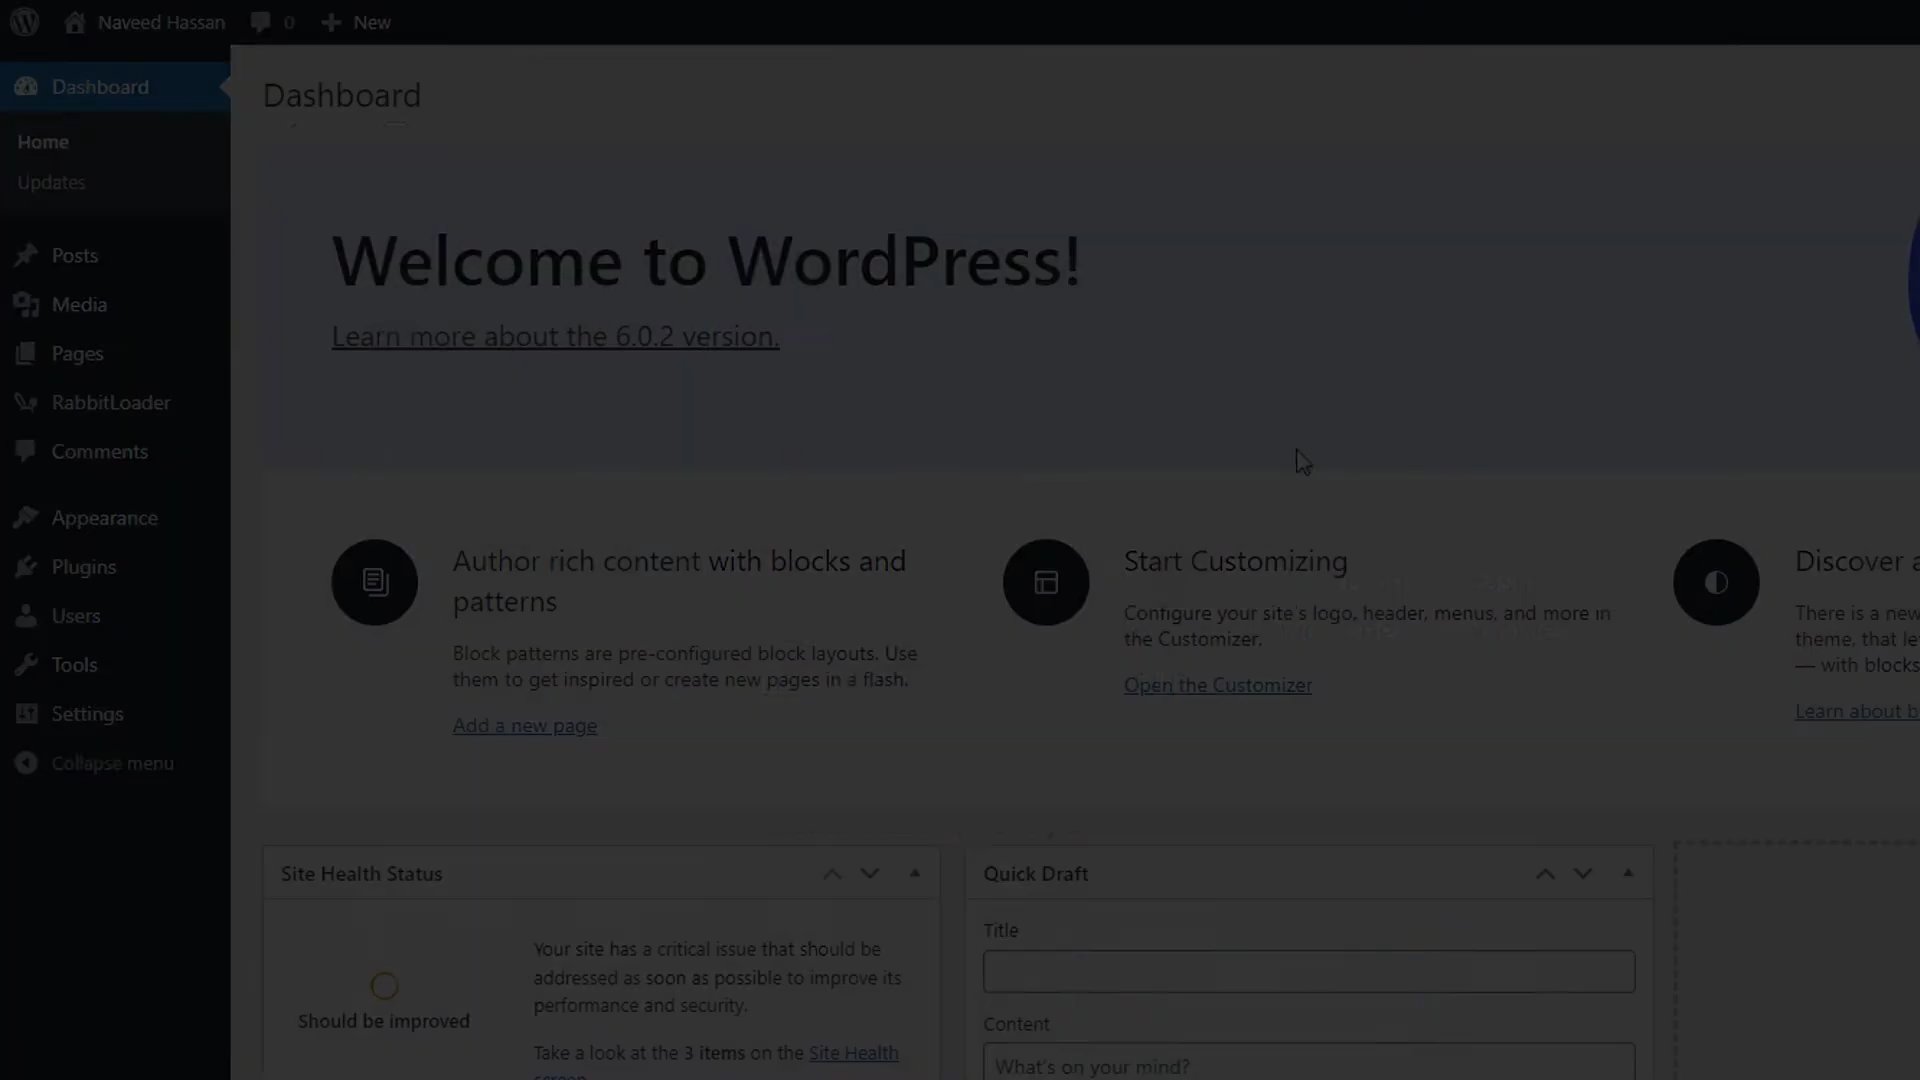 Naveed Hassan 0 New
Dashboard
Home
Updates
Posts
Media
Pages
RabbitLoader
Comments
Appearance
Plugins
Users
Tools
Settings
Collapse menu
Dashboard
Welcome to WordPress!
Learn more about the 6.0.2 version.
Author rich content with blocks and
patterns
Block patterns are pre-configured block layouts. Use
them to get inspired or create new pages in a flash.
Add a new page
Start Customizing
Configure your site's logo, header, menus, and more in
the Customizer.
Open the Customizer
Discover
There is a new
theme, that
— with blocks
Learn about
Site Health Status
Should be improved
Your site has a critical issue that should be
addressed as soon as possible to improve its
performance and security.
Take a look at the 3 items on the Site Health
Quick Draft
Title
Content
What's on your mind?